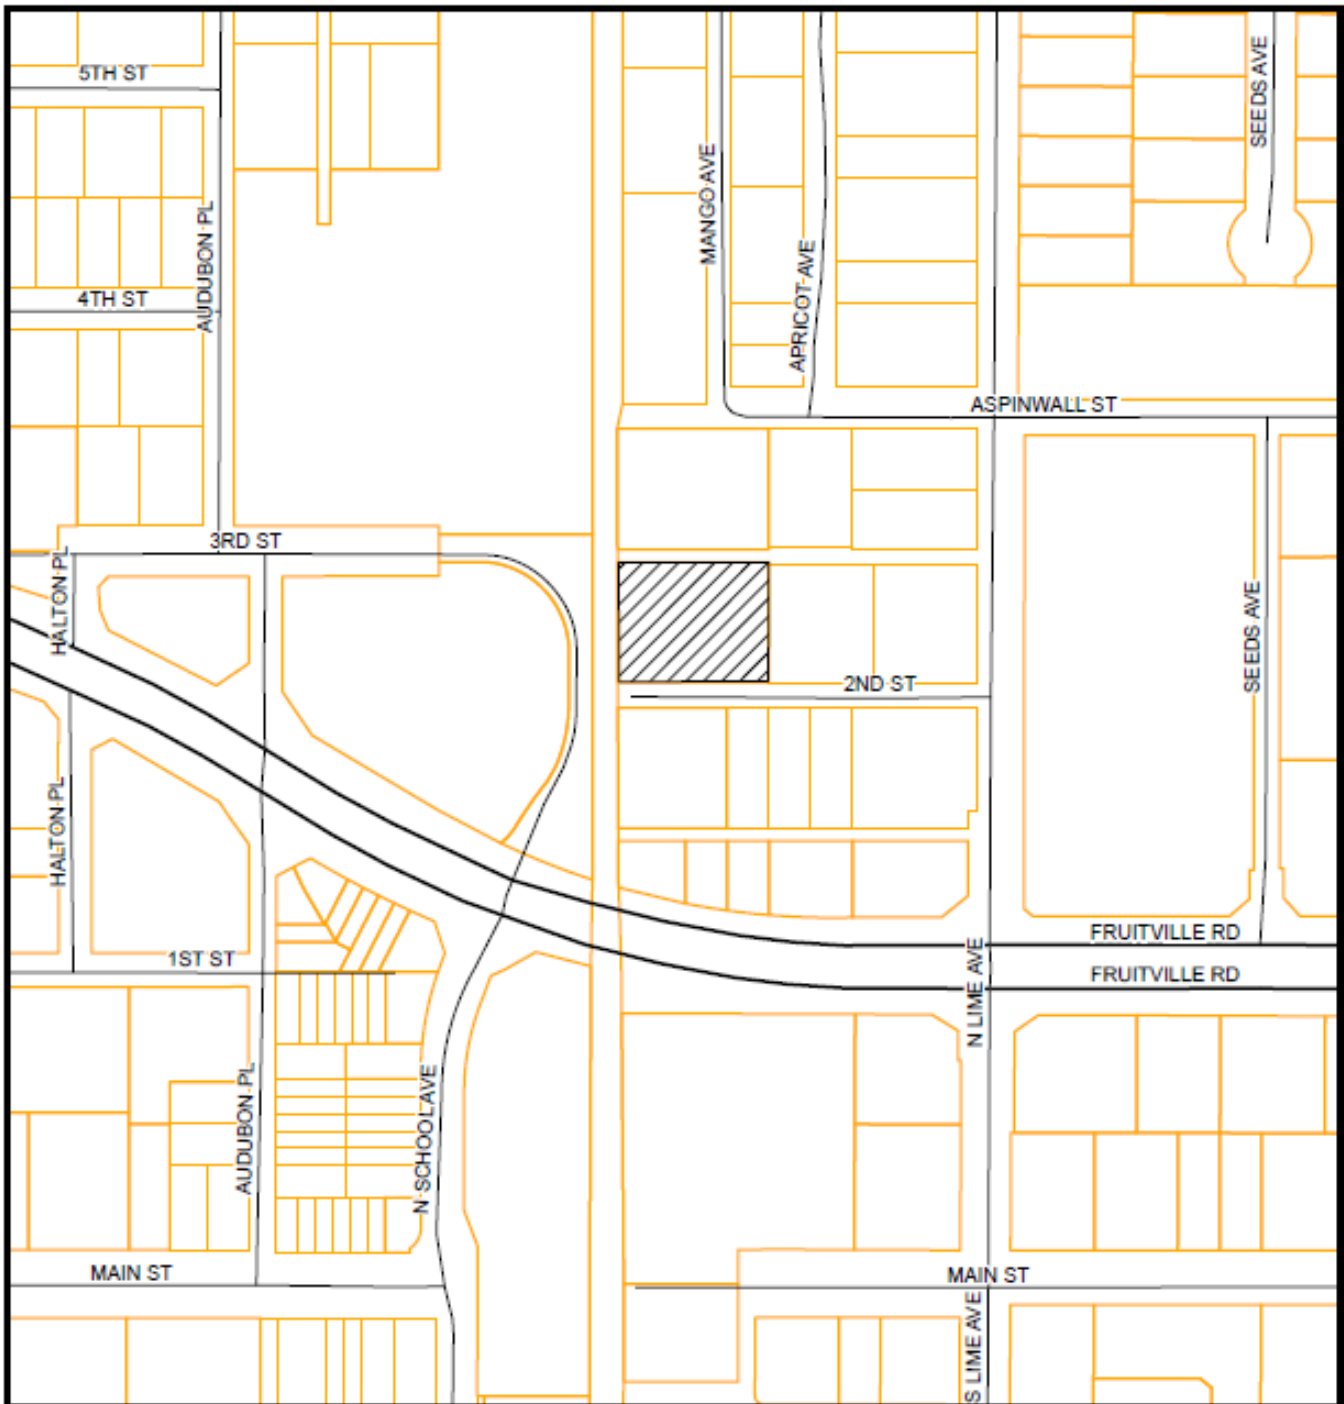 5TH ST
SEEDS AVE
MANGO AVE
AUDUBON PL
APRICOT AVE
4TH ST
ASPINWALL ST
3RD ST
HALTON PL
SEEDS AVE
2ND ST
HALTON PL
FRUITVILLE RD
1ST ST
FRUITVILLE RD
N LIME AVE
AUDUBON PL
N SCHOOL AVE
MAIN ST
MAIN ST
S LIME AVE